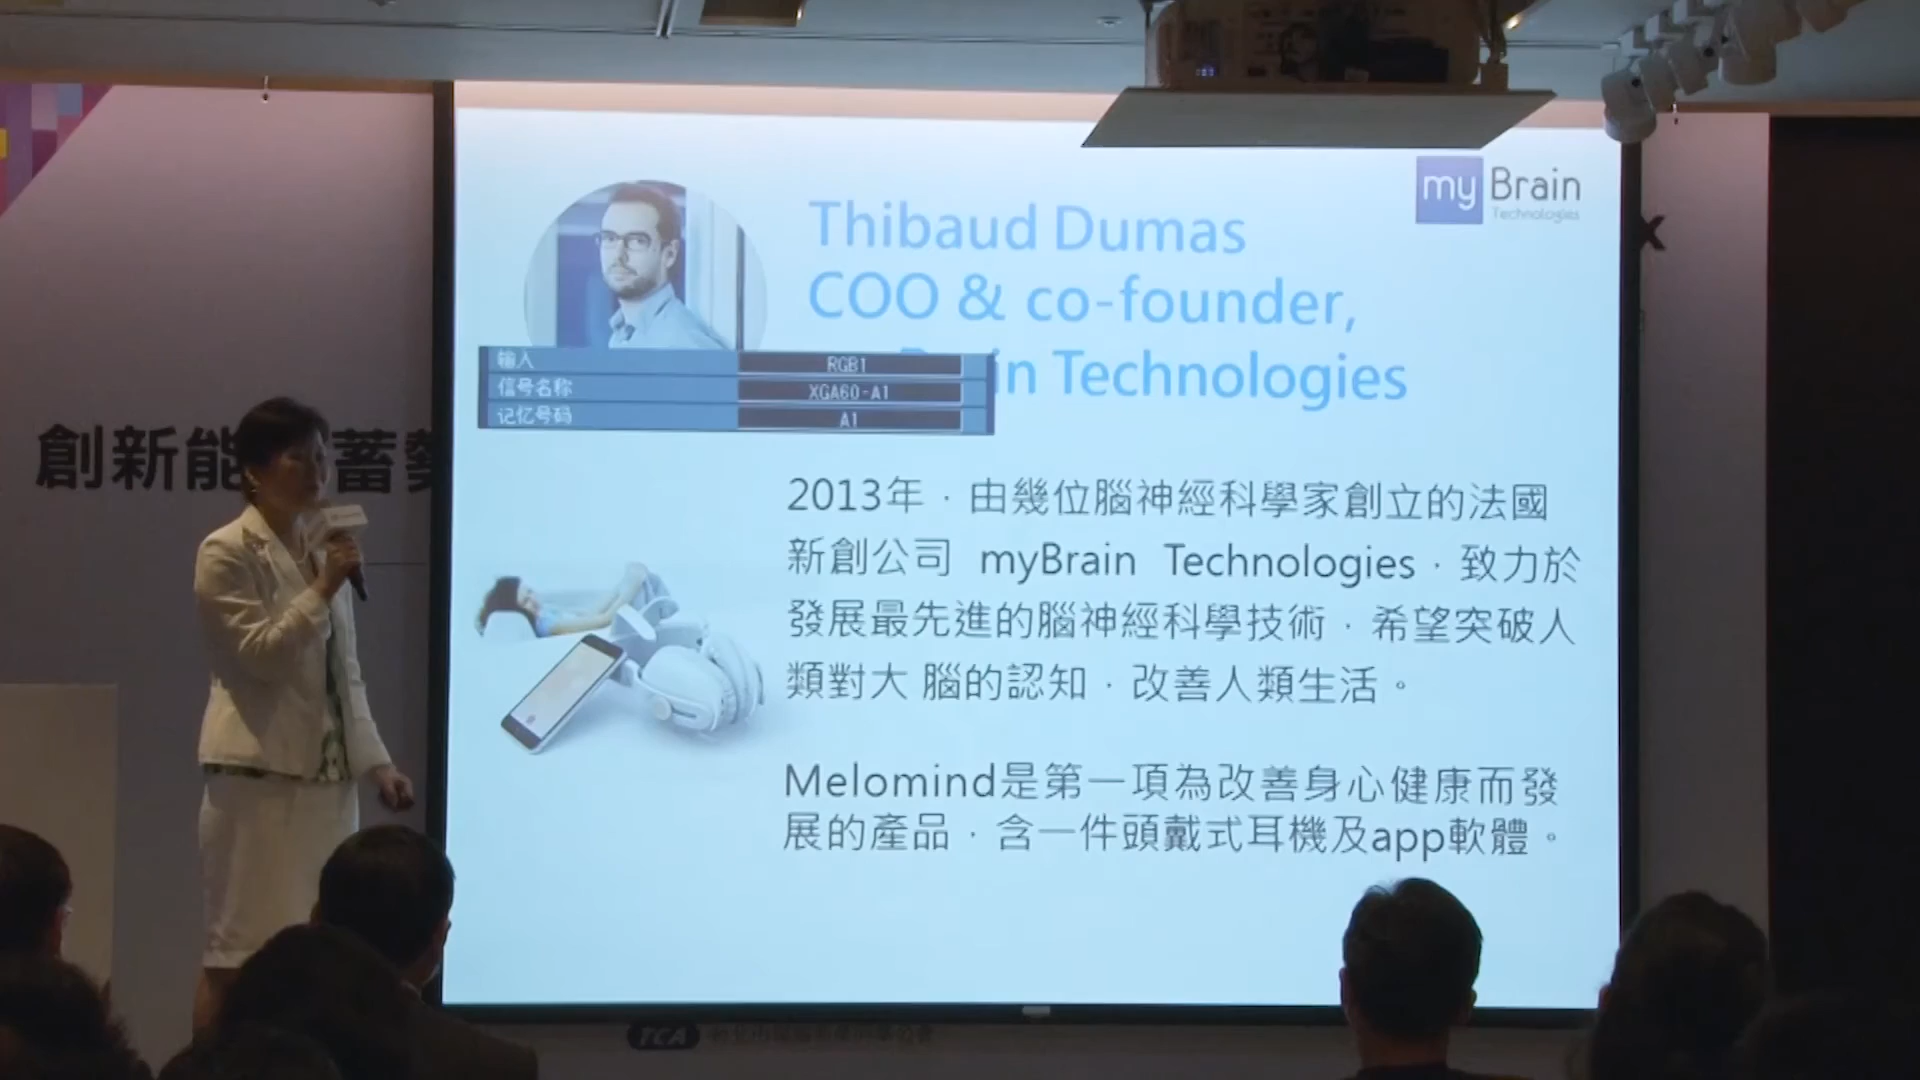 my Brain
Technologies
Thibaud Dumas
COO & co-founder,
in Technologies
輸入 RGB1
信号名称 XGA60-A1
记忆号码 A1
創新能 蓄
2013年，由幾位腦神經科學家創立的法國
新創公司 myBrain Technologies，致力於
發展最先進的腦神經科學技術，希望突破人
類對大 腦的認知，改善人類生活。
Melomind是第一項為改善身心健康而發
展的產品，含一件頭戴式耳機及app軟體。
TCA